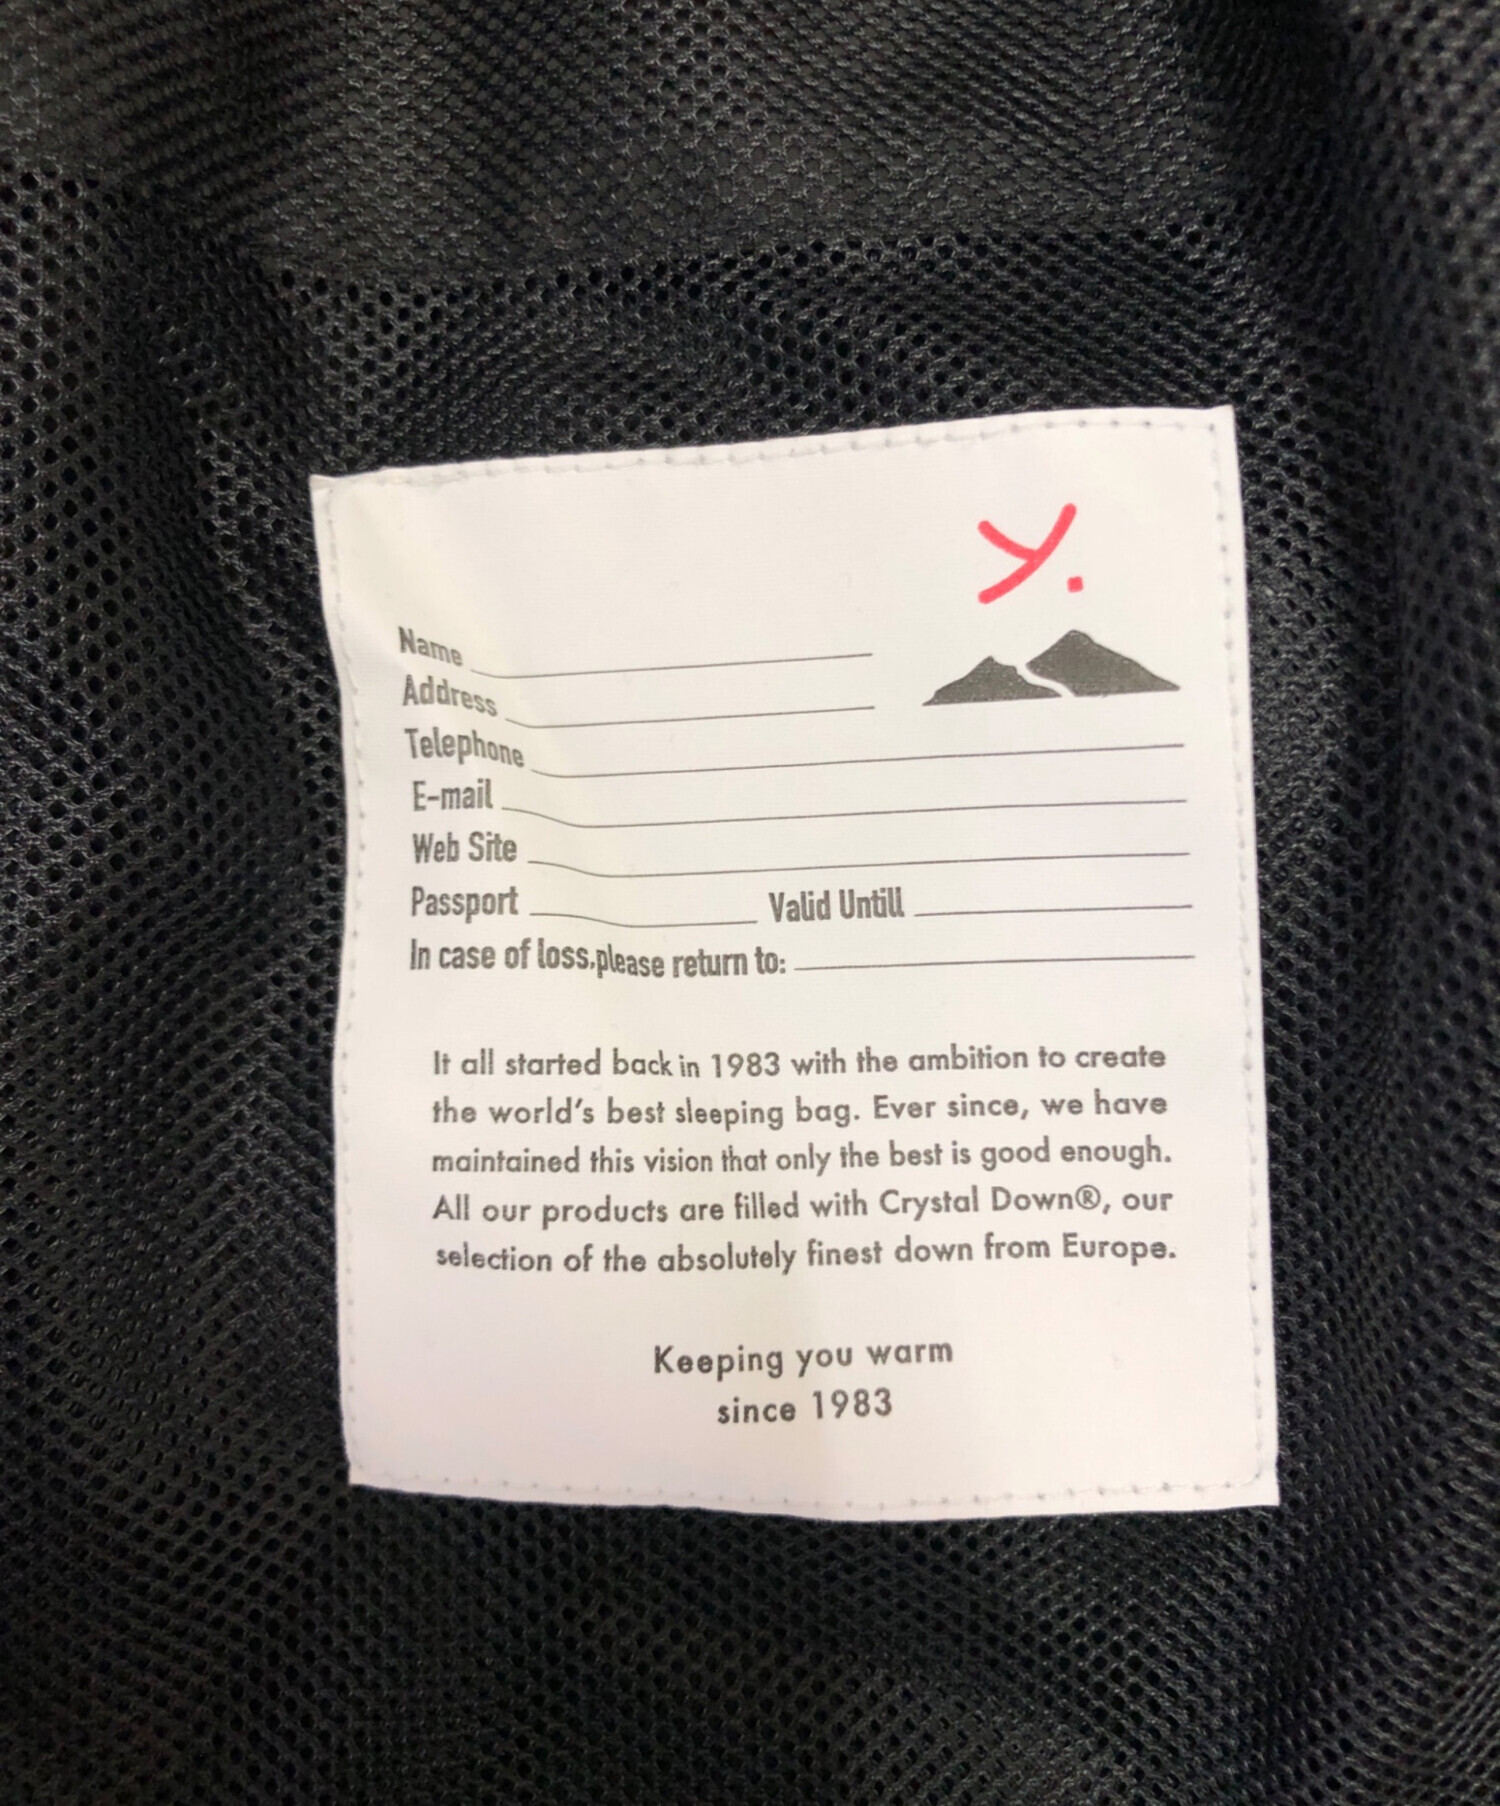 y.
Name
Address
Telephone
E-mail
Web Site
Passport Valid Untill
In case of loss,please return to:
It all started back in 1983 with the ambition to create
the world's best sleeping bag. Ever since, we have
maintained this vision that only the best is good enough.
All our products are filled with Crystal Down®, our
selection of the absolutely finest down from Europe.
Keeping you warm
since 1983